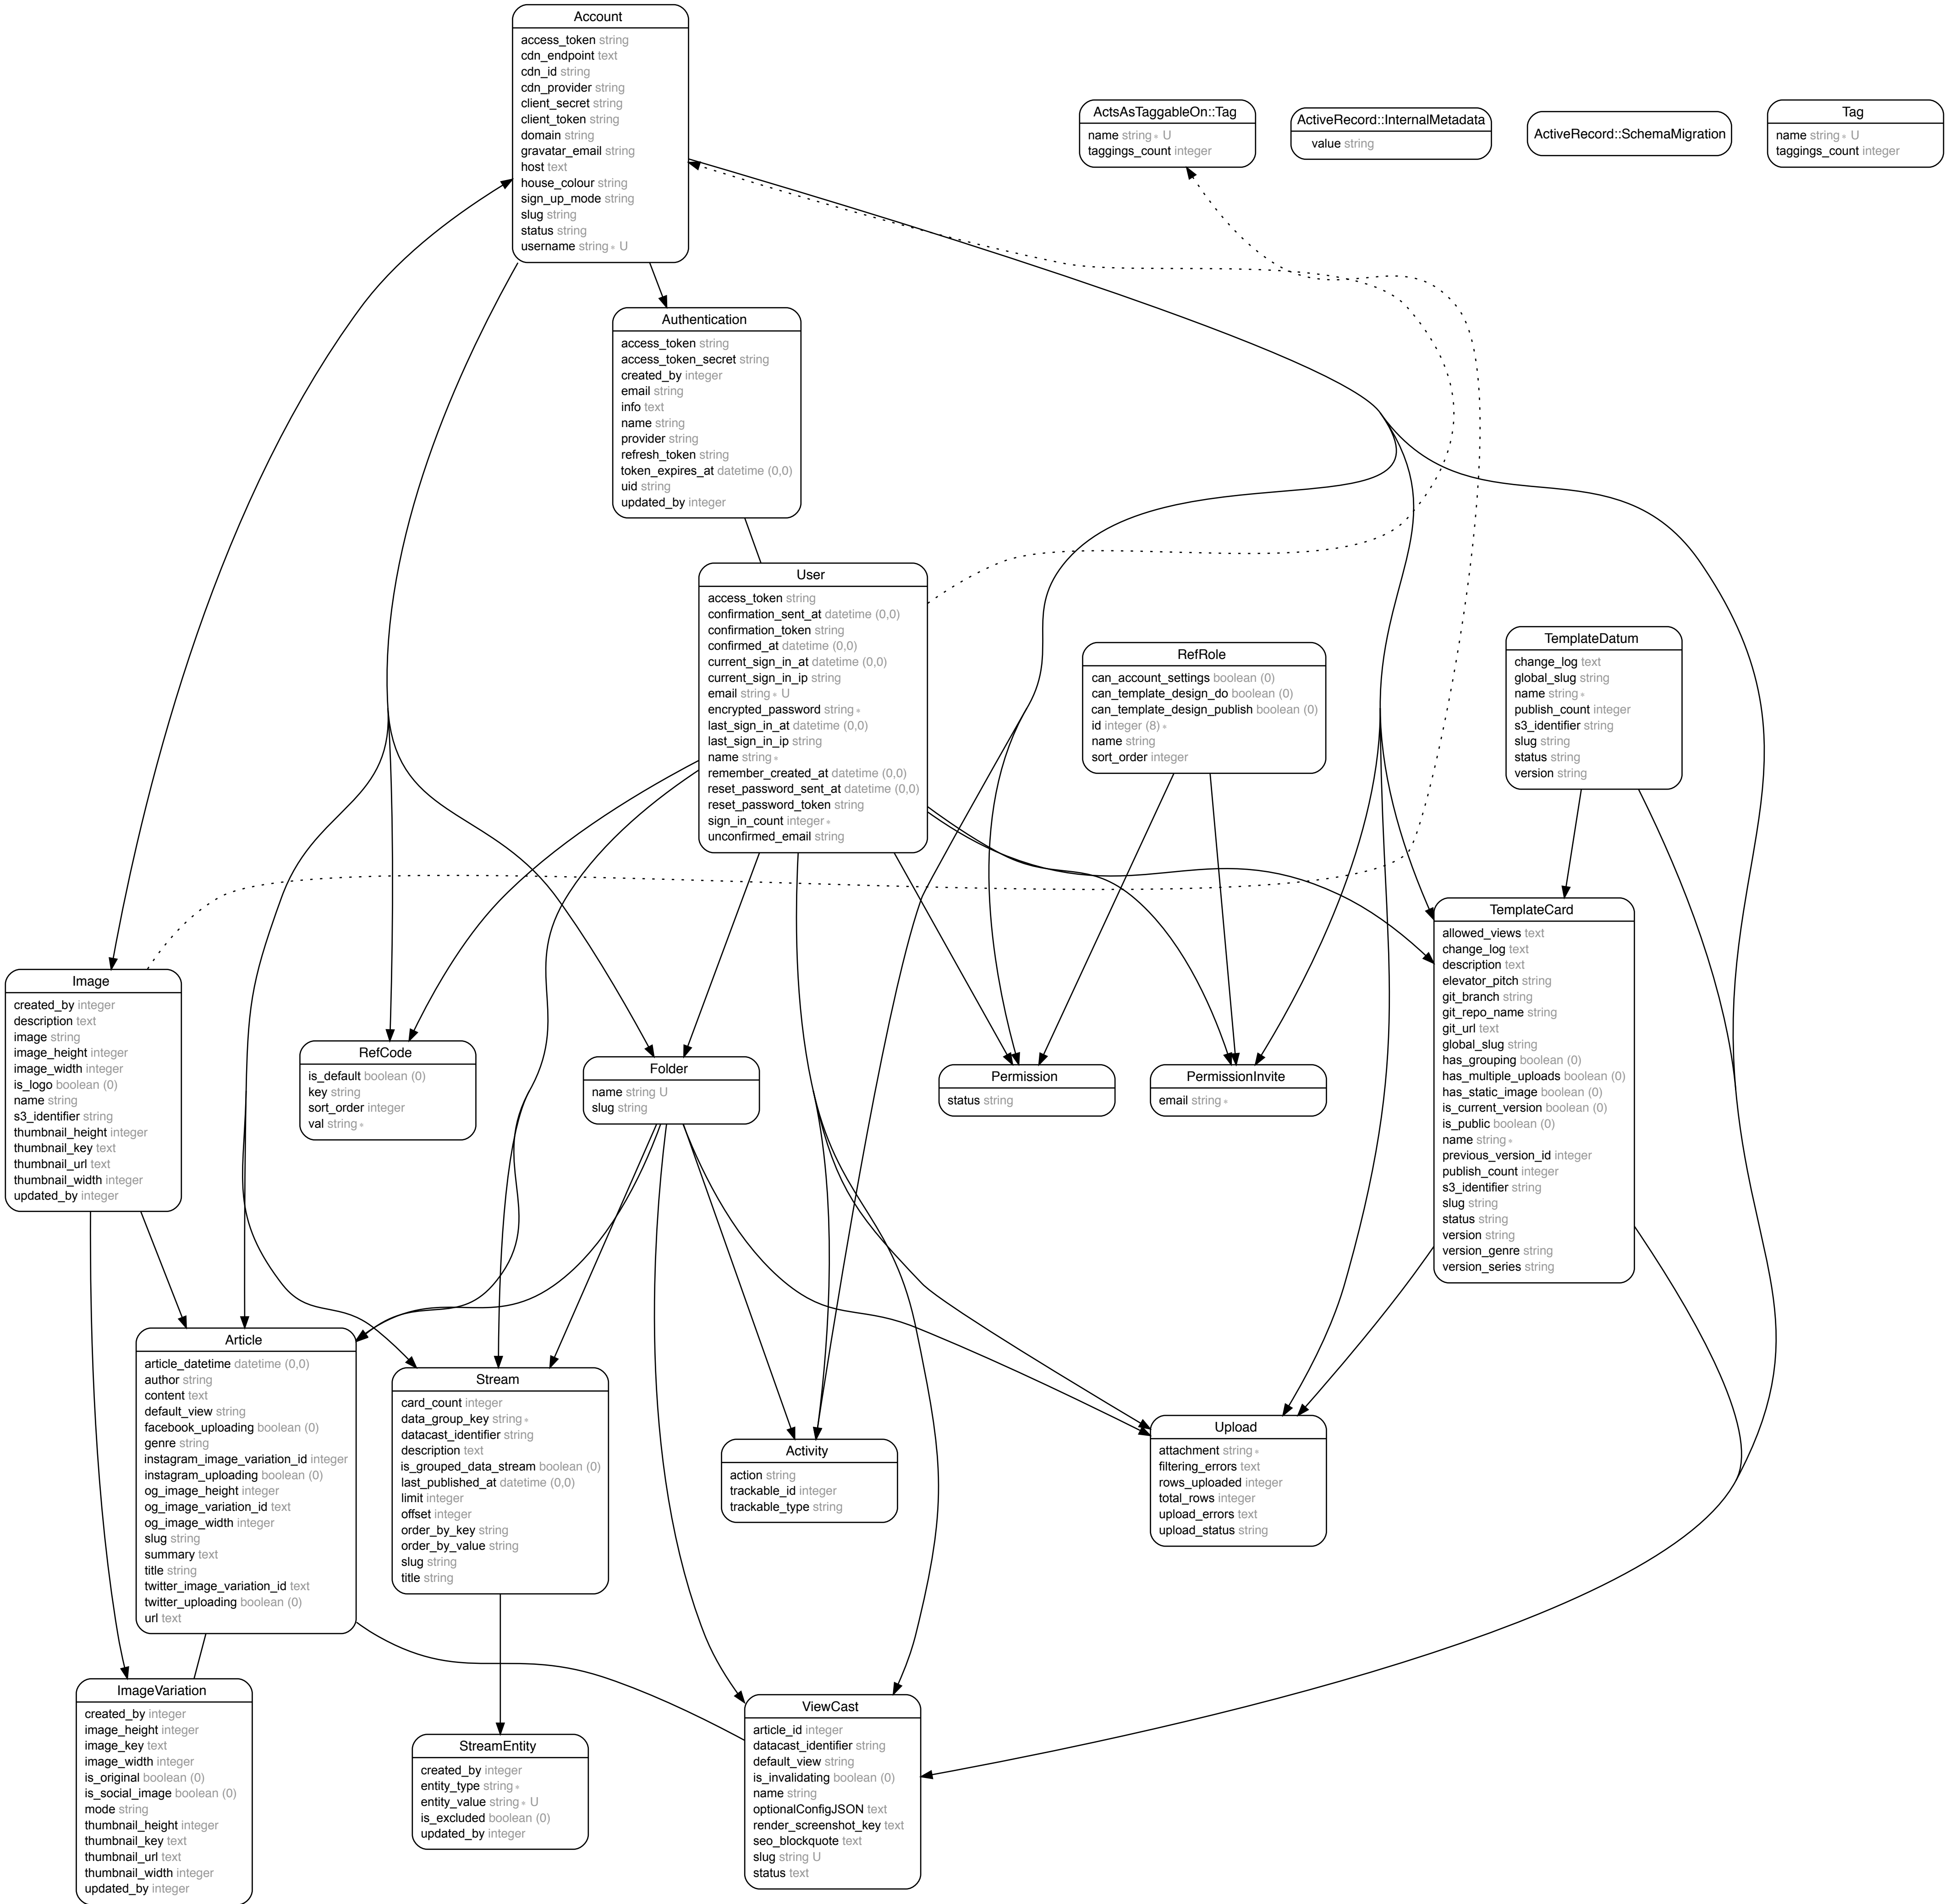 Account
access_token string
cdn_endpoint text
cdn_id string
cdn_provider string
client_secret string
client_token string
domain string
gravatar_email string
host text
house_colour string
sign_up_mode string
slug string
status string
username string* U
ActsAsTaggableOn::Tag
name string* U
taggings_count integer
ActiveRecord::InternalMetadata
value string
ActiveRecord::SchemaMigration
Tag
name string* U
taggings_count integer
Authentication
access_token string
access_token_secret string
created_by integer
email string
info text
name string
provider string
refresh_token string
token_expires_at datetime (0,0)
uid string
updated_by integer
User
access_token string
confirmation_sent_at datetime (0,0)
confirmation_token string
confirmed_at datetime (0,0)
current_sign_in_at datetime (0,0)
current_sign_in_ip string
email string* U
encrypted_password string*
last_sign_in_at datetime (0,0)
last_sign_in_ip string
name string*
remember_created_at datetime (0,0)
reset_password_sent_at datetime (0,0)
reset_password_token string
sign_in_count integer*
unconfirmed_email string
RefRole
can_account_settings boolean (0)
can_template_design_do boolean (0)
can_template_design_publish boolean (0)
id integer (8)*
name string
sort_order integer
TemplateDatum
change_log text
global_slug string
name string*
publish_count integer
s3_identifier string
slug string
status string
version string
TemplateCard
allowed_views text
change_log text
description text
elevator_pitch string
git_branch string
git_repo_name string
git_url text
global_slug string
has_grouping boolean (0)
has_multiple_uploads boolean (0)
has_static_image boolean (0)
is_current_version boolean (0)
is_public boolean (0)
name string*
previous_version_id integer
publish_count integer
s3_identifier string
slug string
status string
version string
version_genre string
version_series string
Image
created_by integer
description text
image string
image_height integer
image_width integer
is_logo boolean (0)
name string
s3_identifier string
thumbnail_height integer
thumbnail_key text
thumbnail_url text
thumbnail_width integer
updated_by integer
RefCode
is_default boolean (0)
key string
sort_order integer
val string*
Folder
name string U
slug string
Permission
status string
PermissionInvite
email string*
Article
article_datetime datetime (0,0)
author string
content text
default_view string
facebook_uploading boolean (0)
genre string
instagram_image_variation_id integer
instagram_uploading boolean (0)
og_image_height integer
og_image_variation_id text
og_image_width integer
slug string
summary text
title string
twitter_image_variation_id text
twitter_uploading boolean (0)
url text
Stream
card_count integer
data_group_key string*
datacast_identifier string
description text
is_grouped_data_stream boolean (0)
last_published_at datetime (0,0)
limit integer
offset integer
order_by_key string
order_by_value string
slug string
title string
Activity
action string
trackable_id integer
trackable_type string
Upload
attachment string*
filtering_errors text
rows_uploaded integer
total_rows integer
upload_errors text
upload_status string
ImageVariation
created_by integer
image_height integer
image_key text
image_width integer
is_original boolean (0)
is_social_image boolean (0)
mode string
thumbnail_height integer
thumbnail_key text
thumbnail_url text
thumbnail_width integer
updated_by integer
StreamEntity
created_by integer
entity_type string*
entity_value string* U
is_excluded boolean (0)
updated_by integer
ViewCast
article_id integer
datacast_identifier string
default_view string
is_invalidating boolean (0)
name string
optionalConfigJSON text
render_screenshot_key text
seo_blockquote text
slug string U
status text